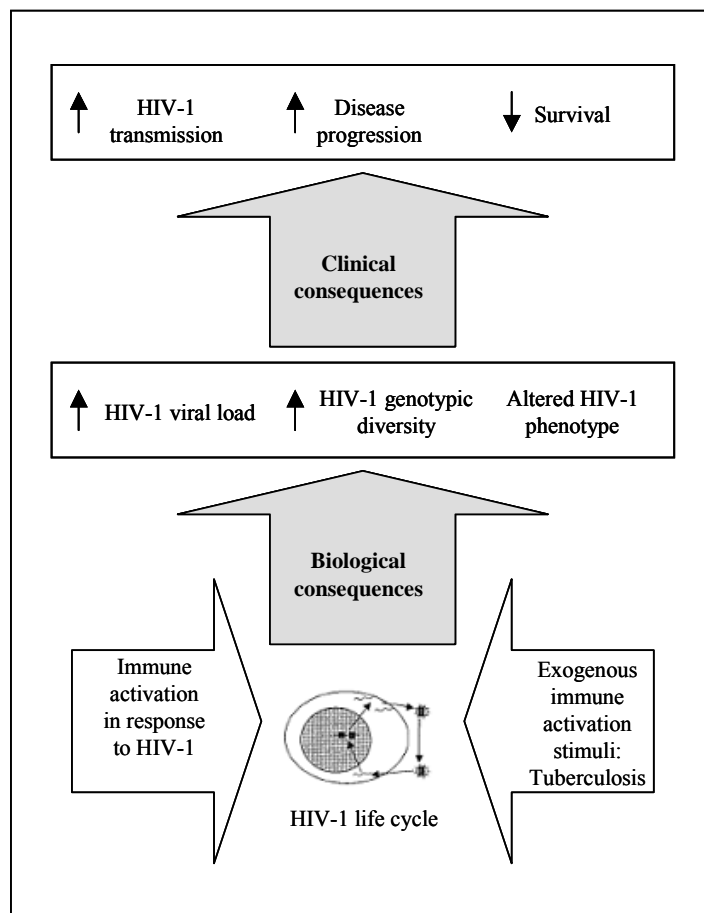 HIV-1
transmission
Disease
progression
Survival
Clinical
consequences
HIV-1 viral load
HIV-1 genotypic
diversity
Altered HIV-1
phenotype
Biological
consequences
Immune
activation
in response
to HIV-1
Exogenous
immune
activation
stimuli:
Tuberculosis
HIV-1 life cycle